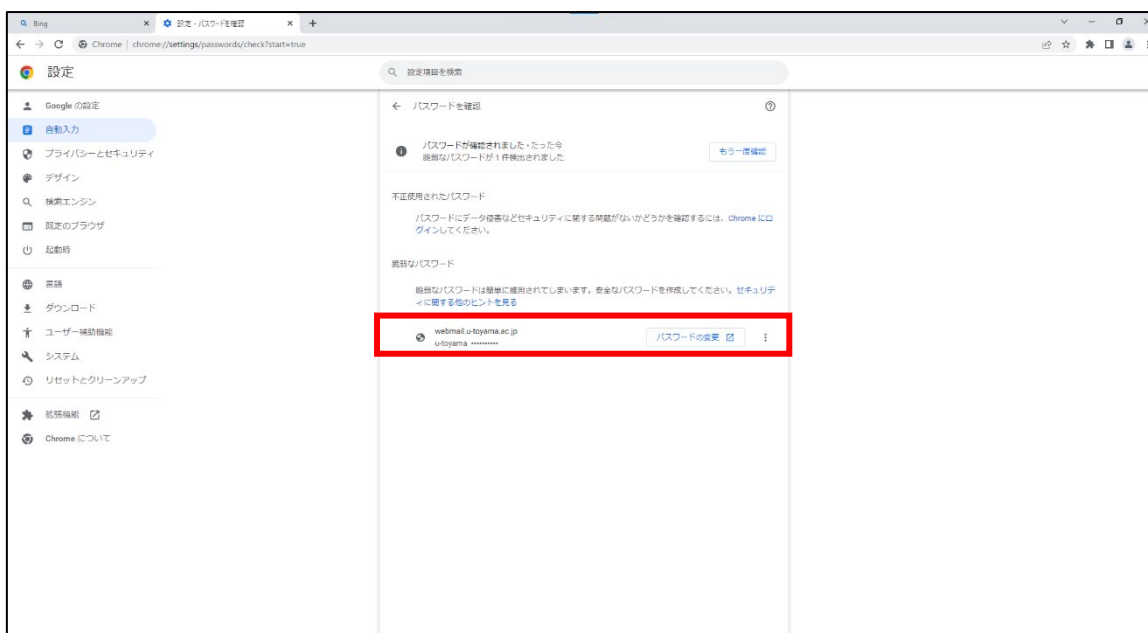 Bing
設定 - パスワードを確認
Chrome | chrome://settings/passwords/check?start=true
設定
設定項目を検索
Google の設定
自動入力
プライバシーとセキュリティ
デザイン
検索エンジン
既定のブラウザ
起動時
言語
ダウンロード
ユーザー補助機能
システム
リセットとクリーンアップ
拡張機能
Chrome について
パスワードを確認
パスワードが確認されました・たった今
脆弱なパスワードが 1 件検出されました
もう一度確認
不正使用されたパスワード
パスワードにデータ侵害などセキュリティに関する問題がないかどうかを確認するには、Chrome にロ
グインしてください。
脆弱なパスワード
脆弱なパスワードは簡単に推測されてしまいます。安全なパスワードを作成してください。セキュリテ
ィに関する他のヒントを見る
webmail.u-toyama.ac.jp
u-toyama ••••••••••
パスワードの変更